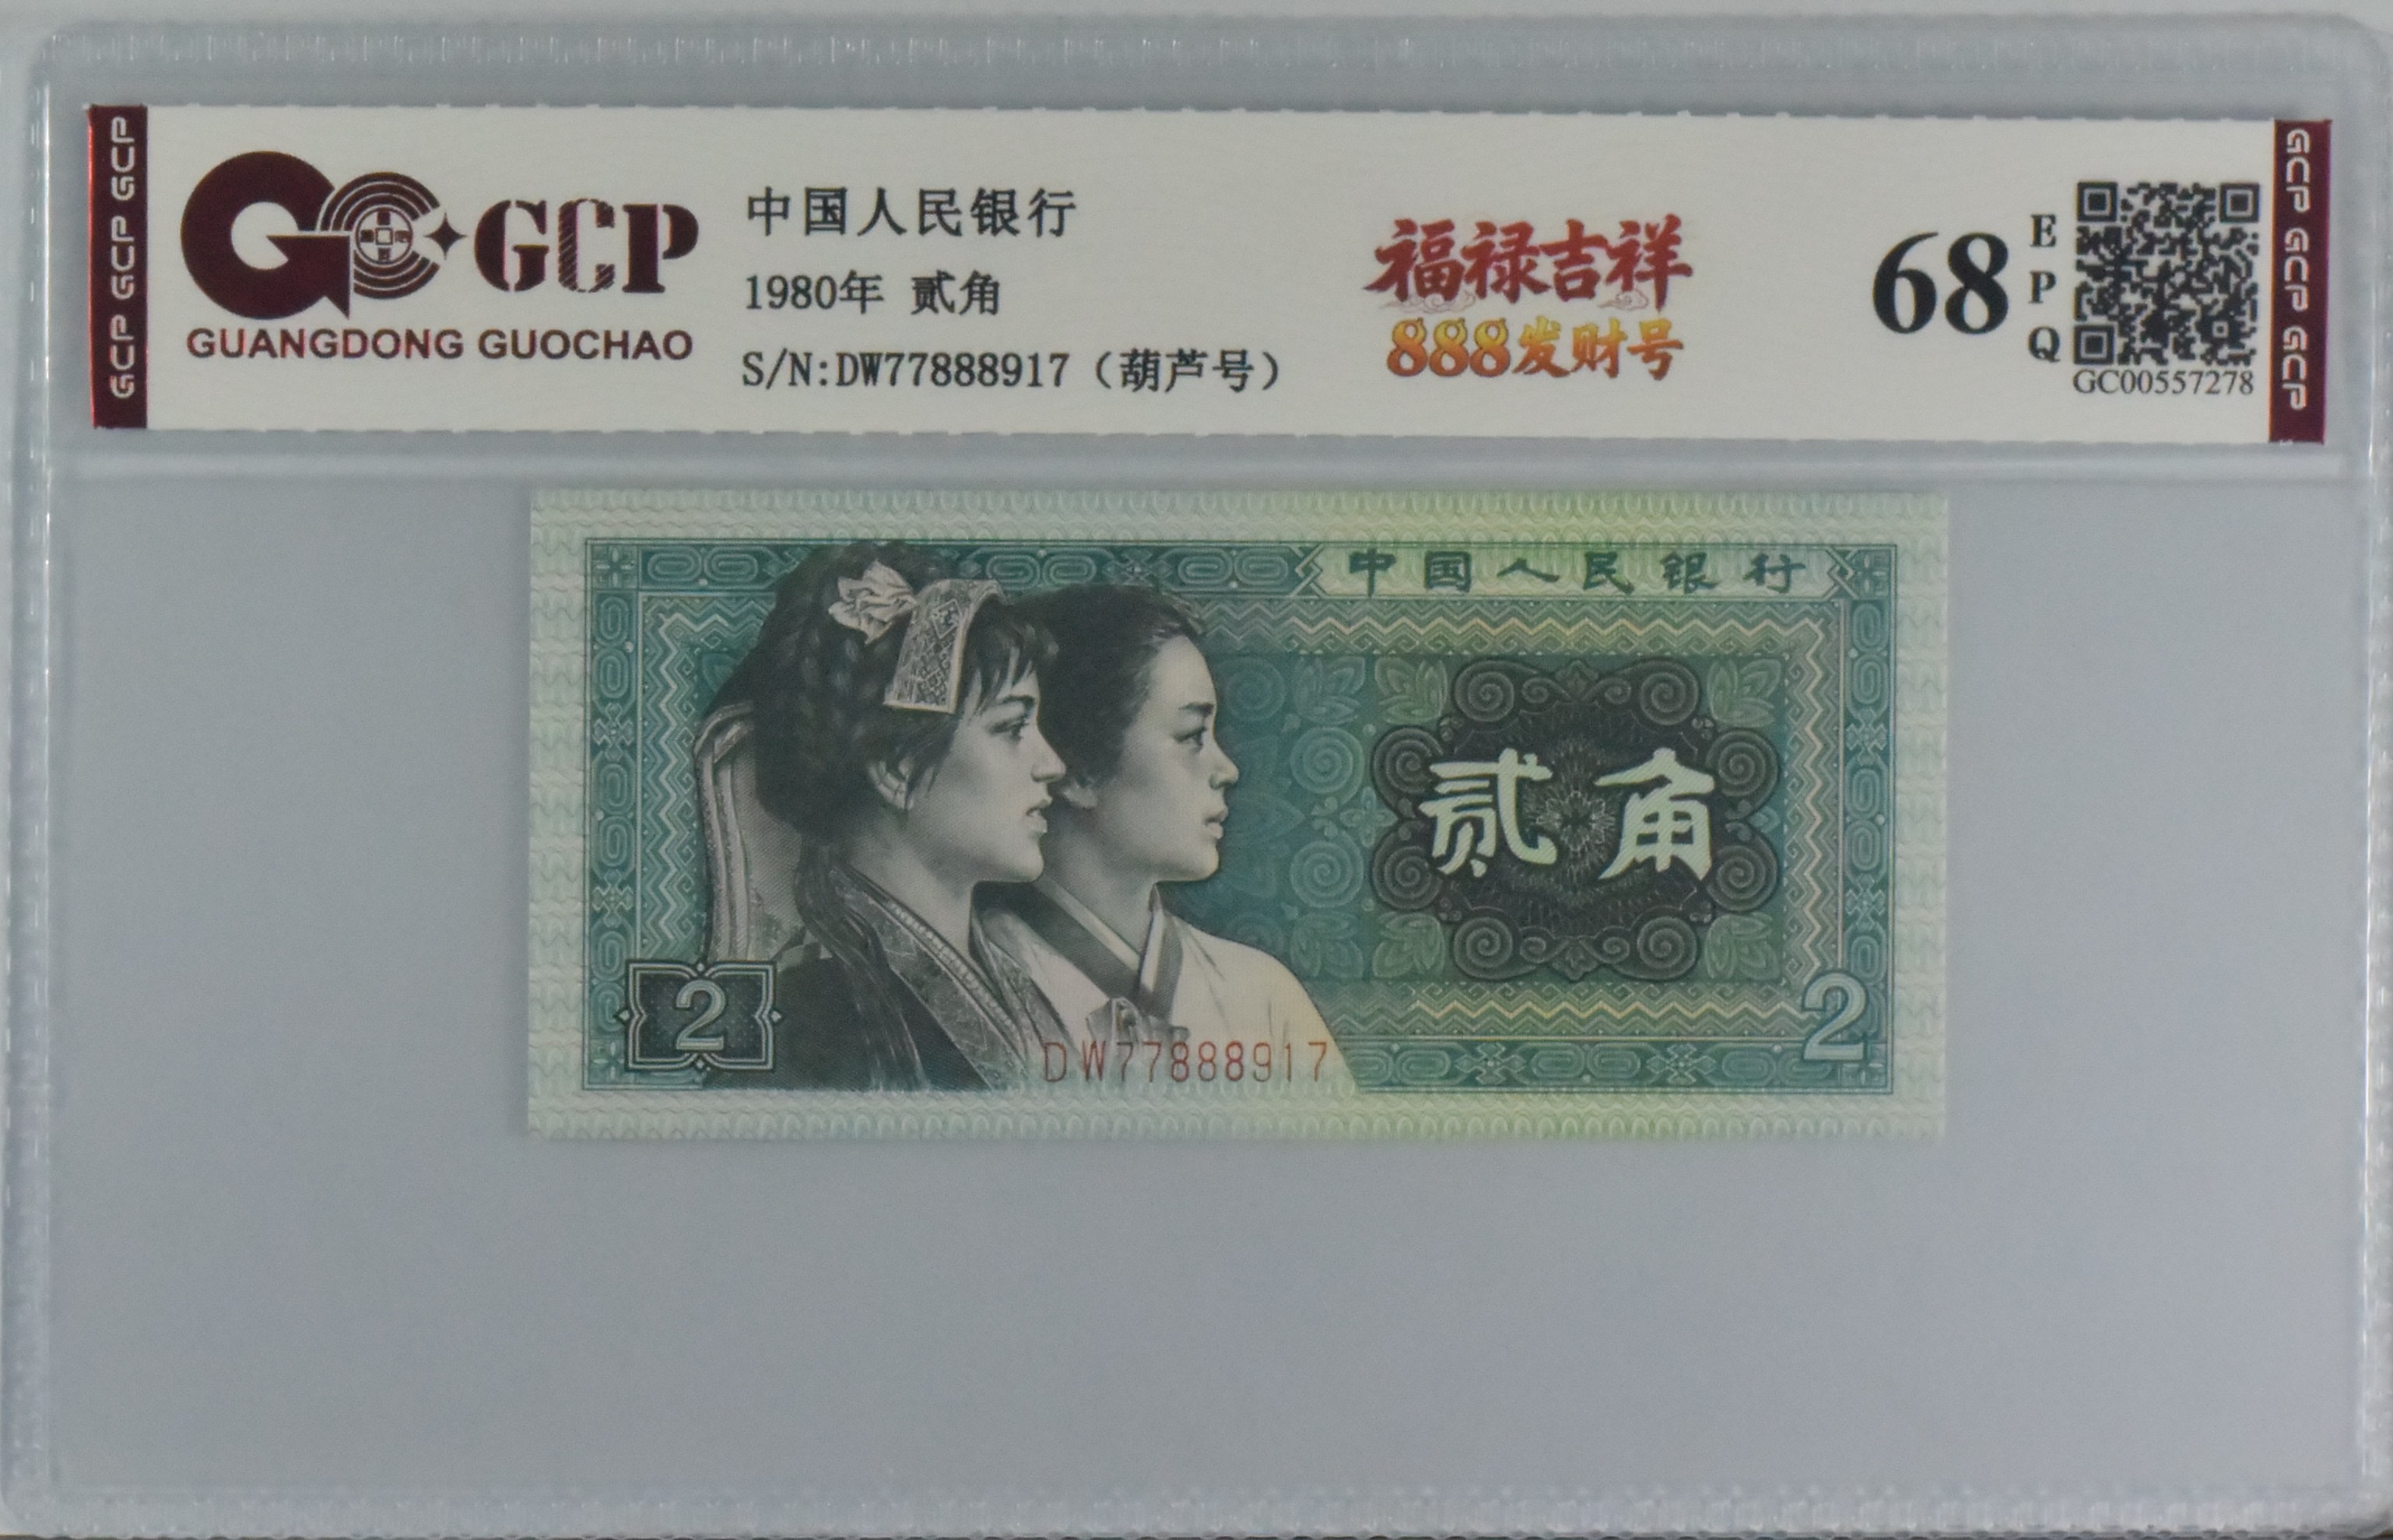 GCP GCP GCP
GCP
GUANGDONG GUOCHAO
中国人民银行
1980年 贰角
S/N:DW77888917（葫芦号）
福禄吉祥
888发财号
68
EPQ
GC00557278
GCP GCP GCP
中国人民银行
贰角
2
2
DW77888917